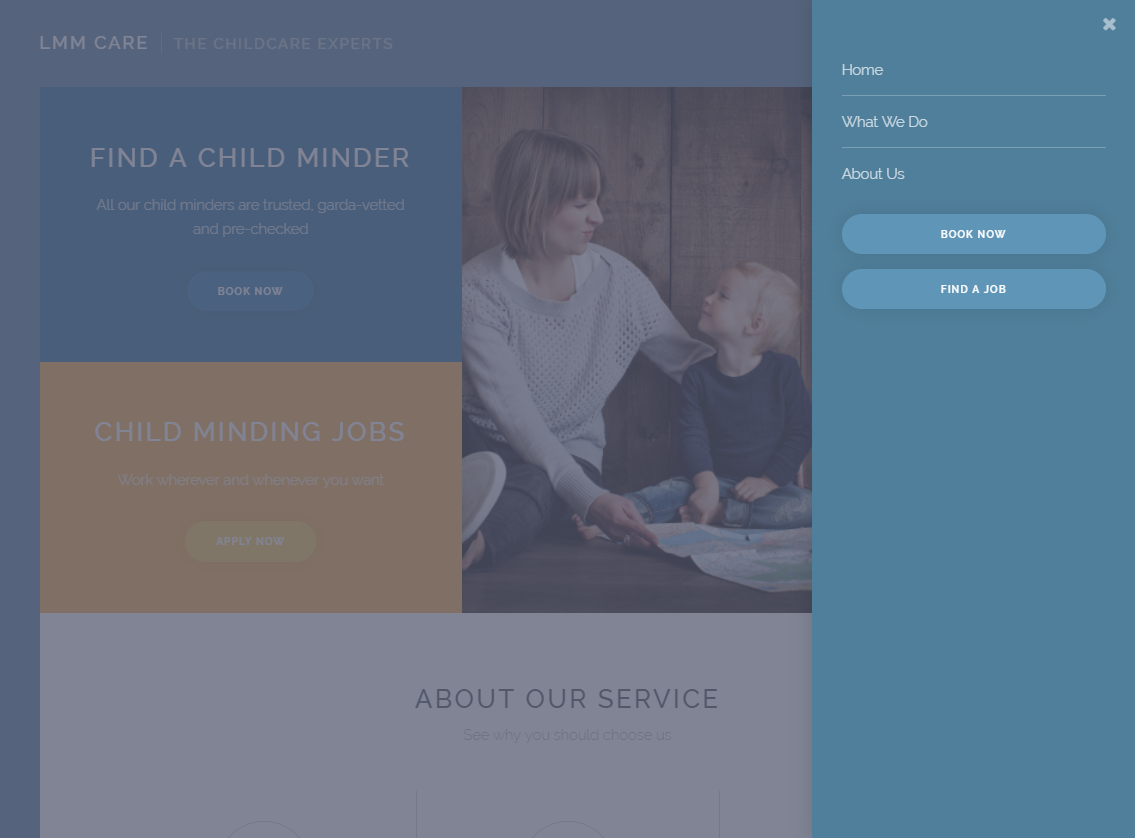 LMM CARE THE CHILDCARE EXPERTS
FIND A CHILD MINDER
All our child minders are trusted, garda-vetted
and pre-checked
BOOK NOW
CHILD MINDING JOBS
Work wherever and whenever you want
APPLY NOW
ABOUT OUR SERVICE
See why you should choose us
Home
What We Do
About Us
BOOK NOW
FIND A JOB